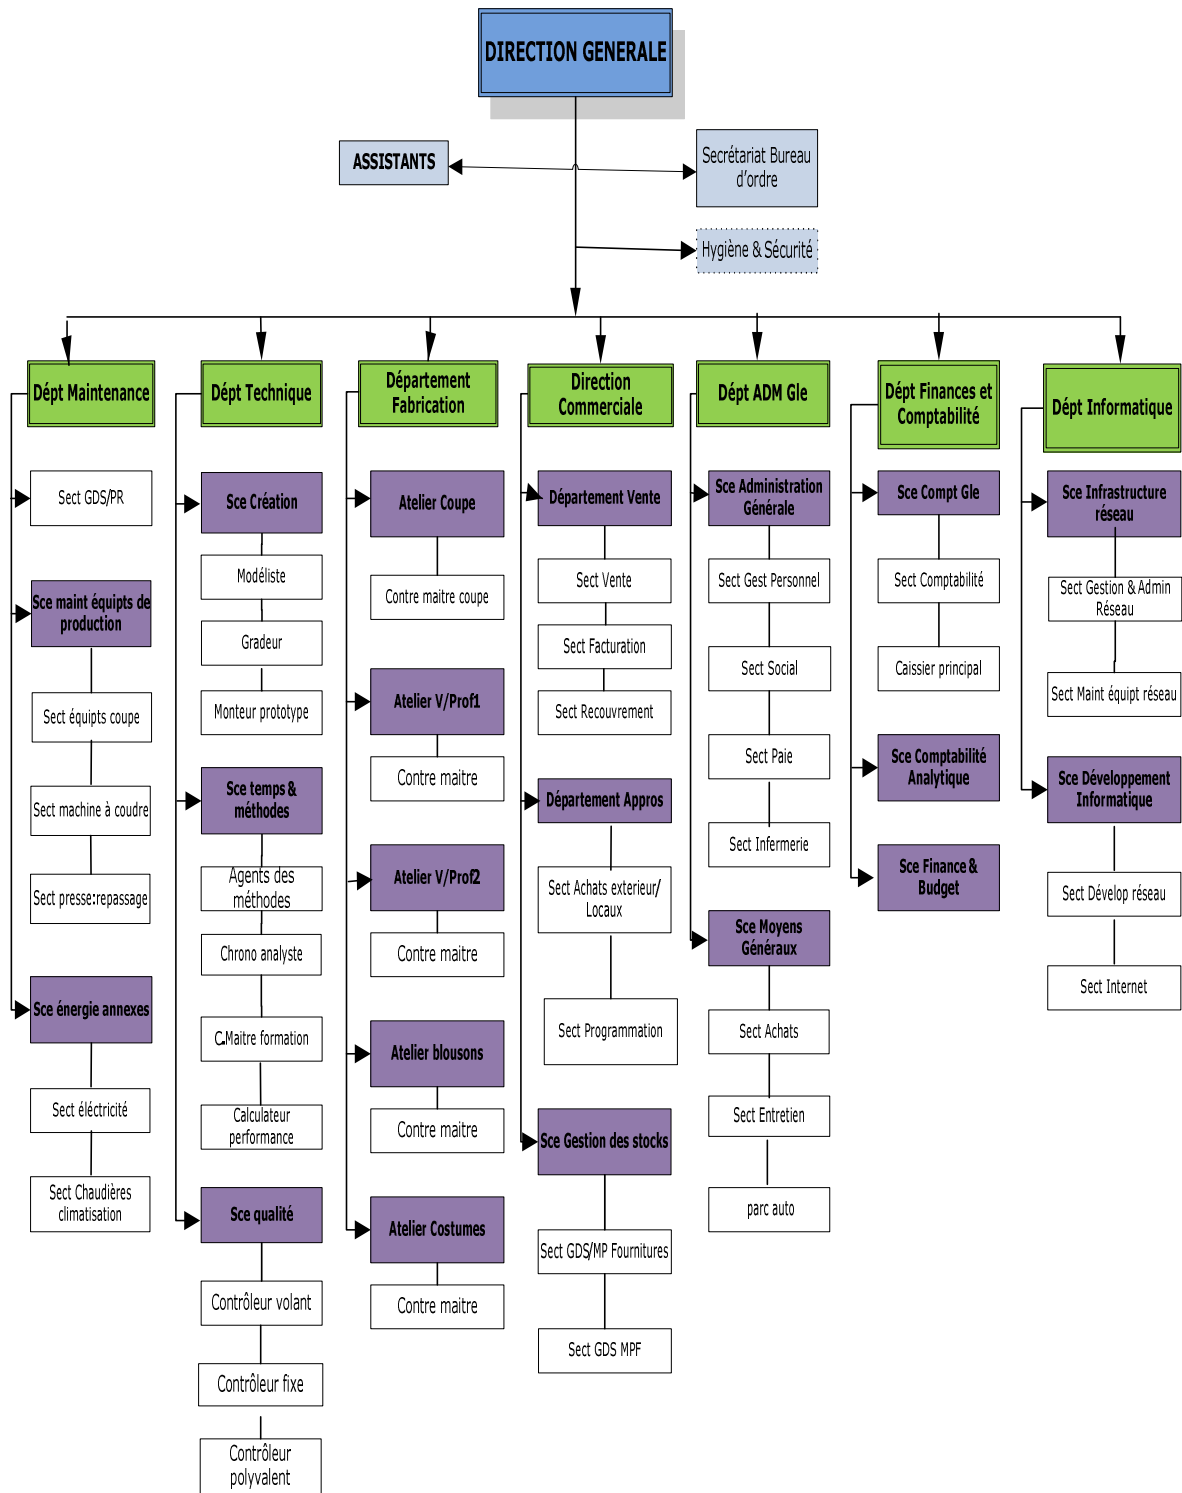 DIRECTION GENERALE
ASSISTANTS
Secrétariat Bureau
d'ordre
Hygiène & Sécurité
Dépt Maintenance
Sect GDS/PR
Sce maint équipts de
production
Sect équipts coupe
Sect machine à coudre
Sect presse:repassage
Sce énergie annexes
Sect éléctricité
Sect Chaudières
climatisation
Dépt Technique
Sce Création
Modéliste
Gradeur
Monteur prototype
Sce temps &
méthodes
Agents des
méthodes
Chrono analyste
C.Maitre formation
Calculateur
performance
Sce qualité
Contrôleur volant
Contrôleur fixe
Contrôleur
polyvalent
Département
Fabrication
Atelier Coupe
Contre maitre coupe
Atelier V/Prof1
Contre maitre
Atelier V/Prof2
Contre maitre
Atelier blousons
Contre maitre
Atelier Costumes
Contre maitre
Direction
Commerciale
Département Vente
Sect Vente
Sect Facturation
Sect Recouvrement
Département Appros
Sect Achats exterieur/
Locaux
Sect Programmation
Sce Gestion des stocks
Sect GDS/MP Fournitures
Sect GDS MPF
Dépt ADM Gle
Sce Administration
Générale
Sect Gest Personnel
Sect Social
Sect Paie
Sect Infermerie
Sce Moyens
Généraux
Sect Achats
Sect Entretien
parc auto
Dépt Finances et
Comptabilité
Sce Compt Gle
Sect Comptabilité
Caissier principal
Sce Comptabilité
Analytique
Sce Finance &
Budget
Dépt Informatique
Sce Infrastructure
réseau
Sect Gestion & Admin
Réseau
Sect Maint équipt réseau
Sce Développement
Informatique
Sect Dévelop réseau
Sect Internet